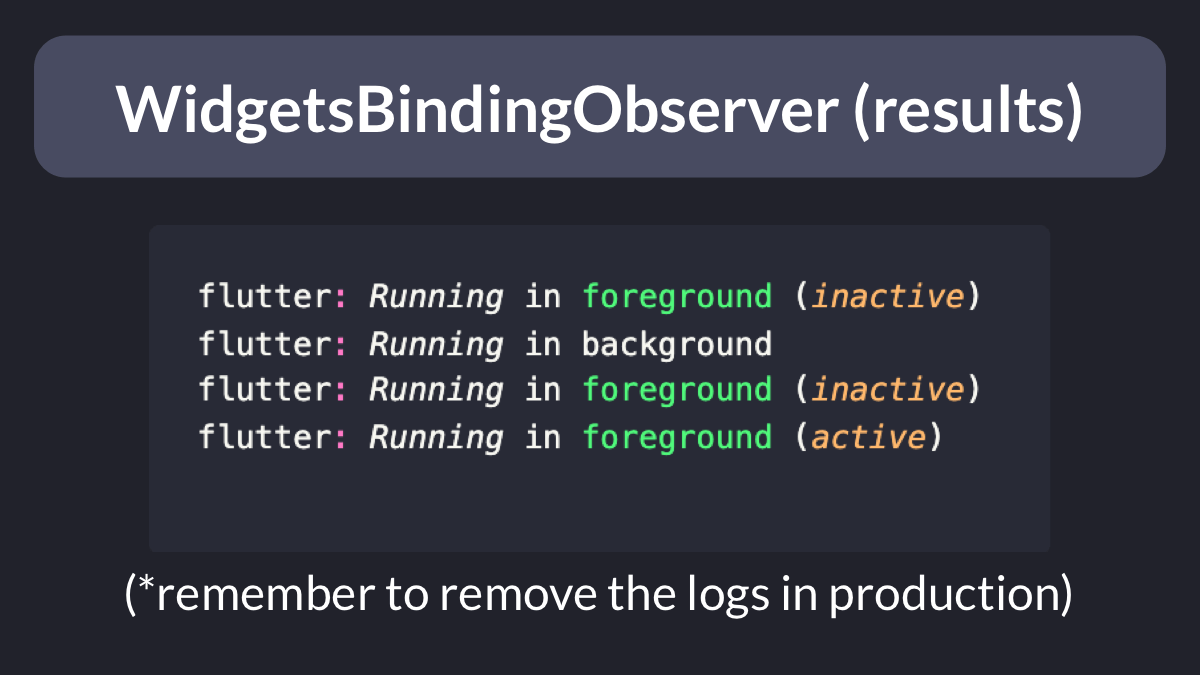 WidgetsBindingObserver (results)
flutter: Running in foreground (inactive)
flutter: Running in background
flutter: Running in foreground (inactive)
flutter: Running in foreground (active)
(*remember to remove the logs in production)